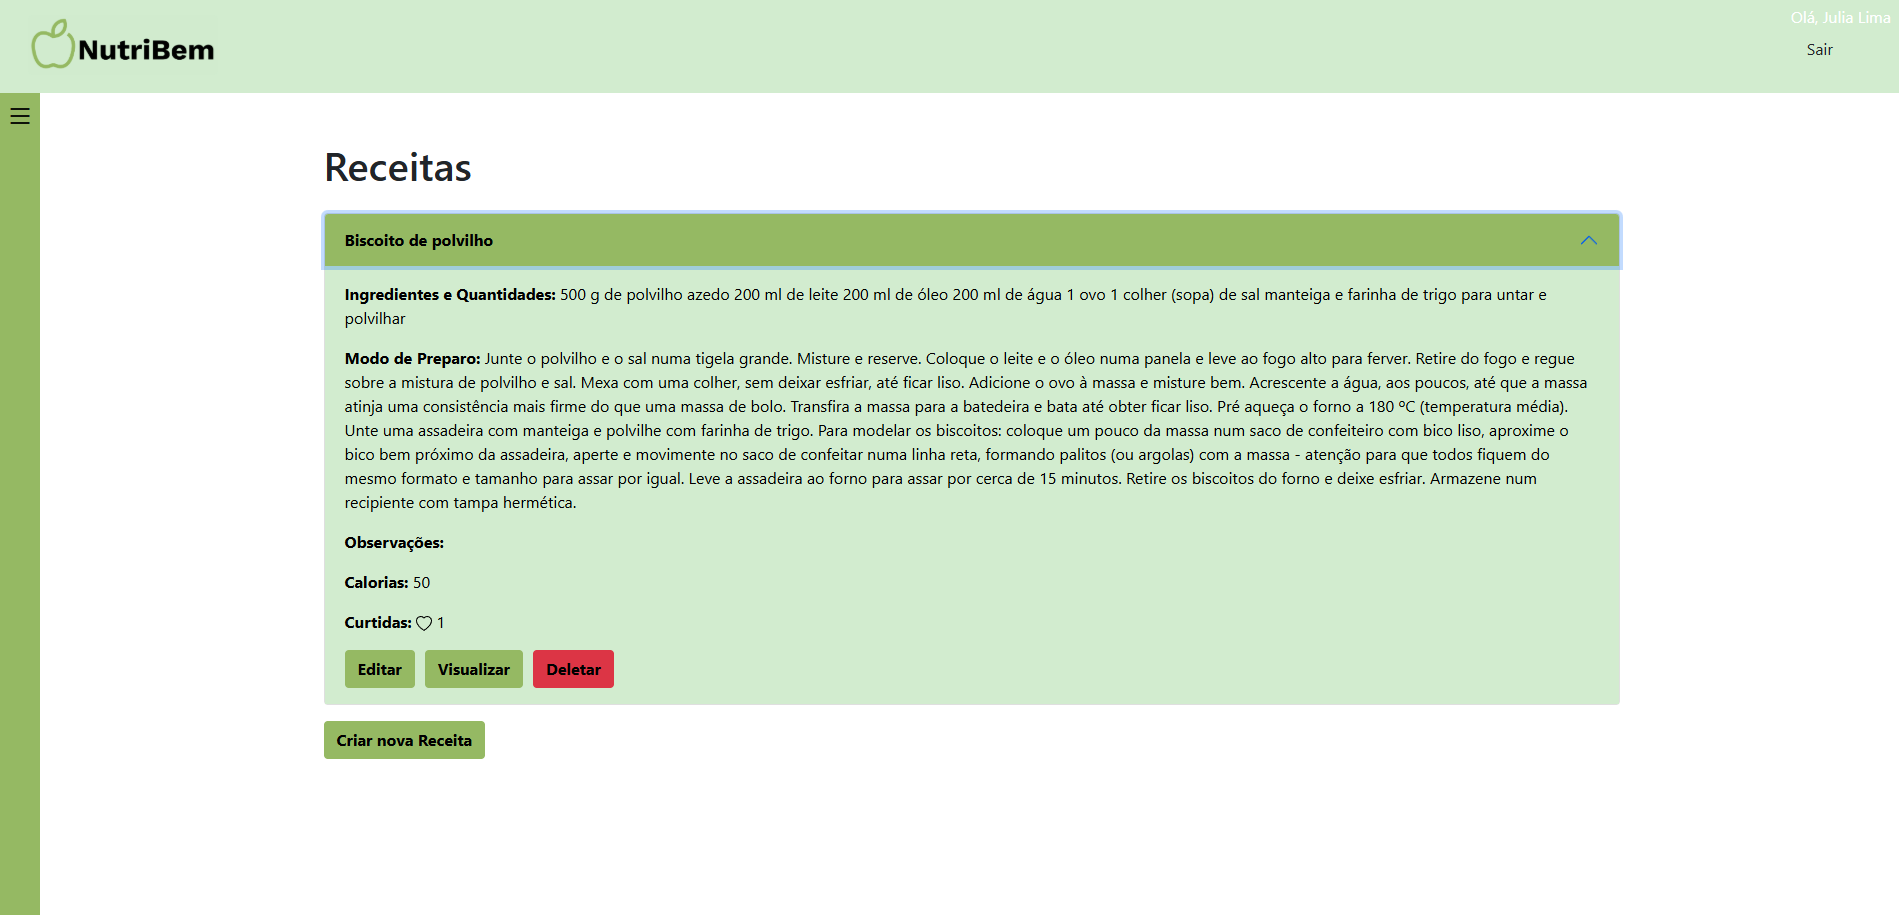 NutriBem
Olá, Julia Lima
Sair
Receitas
Biscoito de polvilho
Ingredientes e Quantidades: 500 g de polvilho azedo 200 ml de leite 200 ml de óleo 200 ml de água 1 ovo 1 colher (sopa) de sal manteiga e farinha de trigo para untar e
polvilhar
Modo de Preparo: Junte o polvilho e o sal numa tigela grande. Misture e reserve. Coloque o leite e o óleo numa panela e leve ao fogo alto para ferver. Retire do fogo e regue
sobre a mistura de polvilho e sal. Mexa com uma colher, sem deixar esfriar, até ficar liso. Adicione o ovo à massa e misture bem. Acrescente a água, aos poucos, até que a massa
atinja uma consistência mais firme do que uma massa de bolo. Transfira a massa para a batedeira e bata até obter ficar liso. Pré aqueça o forno a 180 ºC (temperatura média).
Unte uma assadeira com manteiga e polvilhe com farinha de trigo. Para modelar os biscoitos: coloque um pouco da massa num saco de confeiteiro com bico liso, aproxime o
bico bem próximo da assadeira, aperte e movimente no saco de confeitar numa linha reta, formando palitos (ou argolas) com a massa - atenção para que todos fiquem do
mesmo formato e tamanho para assar por igual. Leve a assadeira ao forno para assar por cerca de 15 minutos. Retire os biscoitos do forno e deixe esfriar. Armazene num
recipiente com tampa hermética.
Observações:
Calorias: 50
Curtidas: 1
Editar Visualizar Deletar
Criar nova Receita